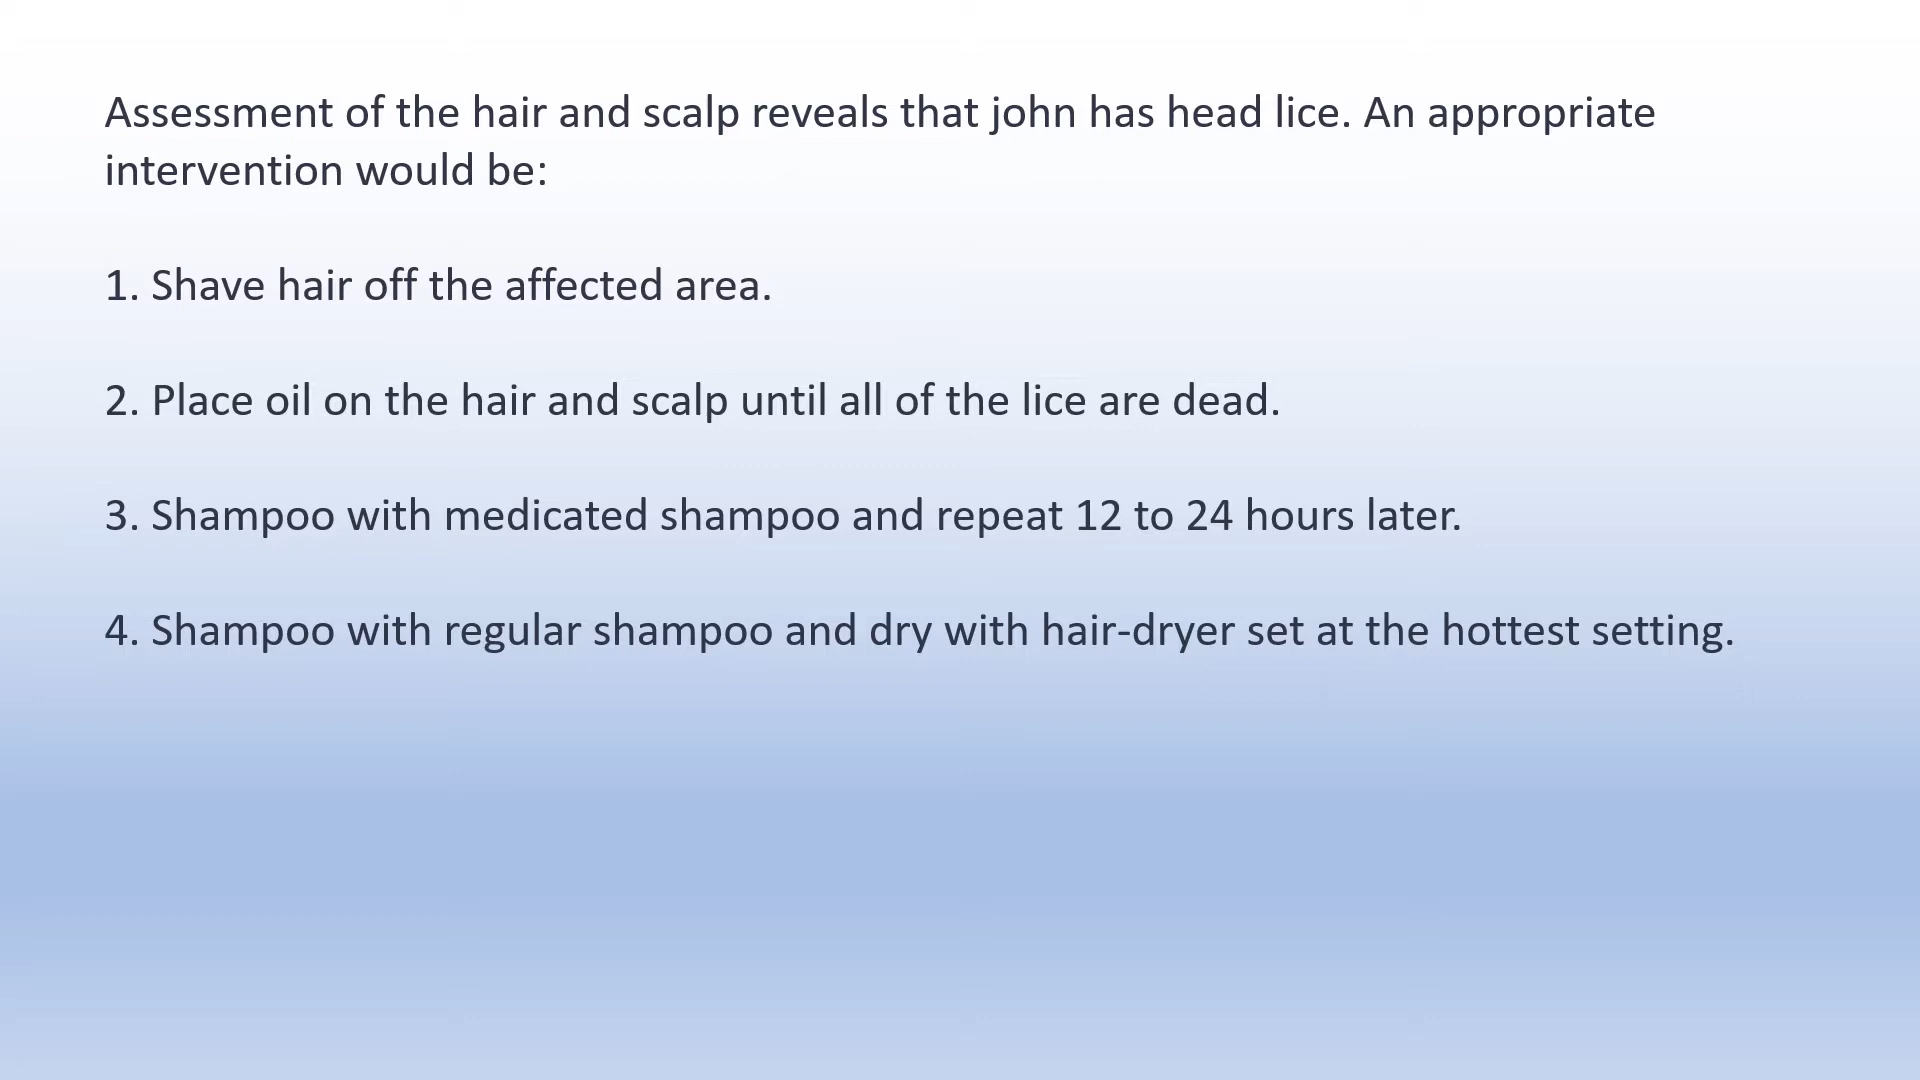 Assessment of the hair and scalp reveals that john has head lice. An appropriate
intervention would be:
1. Shave hair off the affected area.
2. Place oil on the hair and scalp until all of the lice are dead.
3. Shampoo with medicated shampoo and repeat 12 to 24 hours later.
4. Shampoo with regular shampoo and dry with hair-dryer set at the hottest setting.